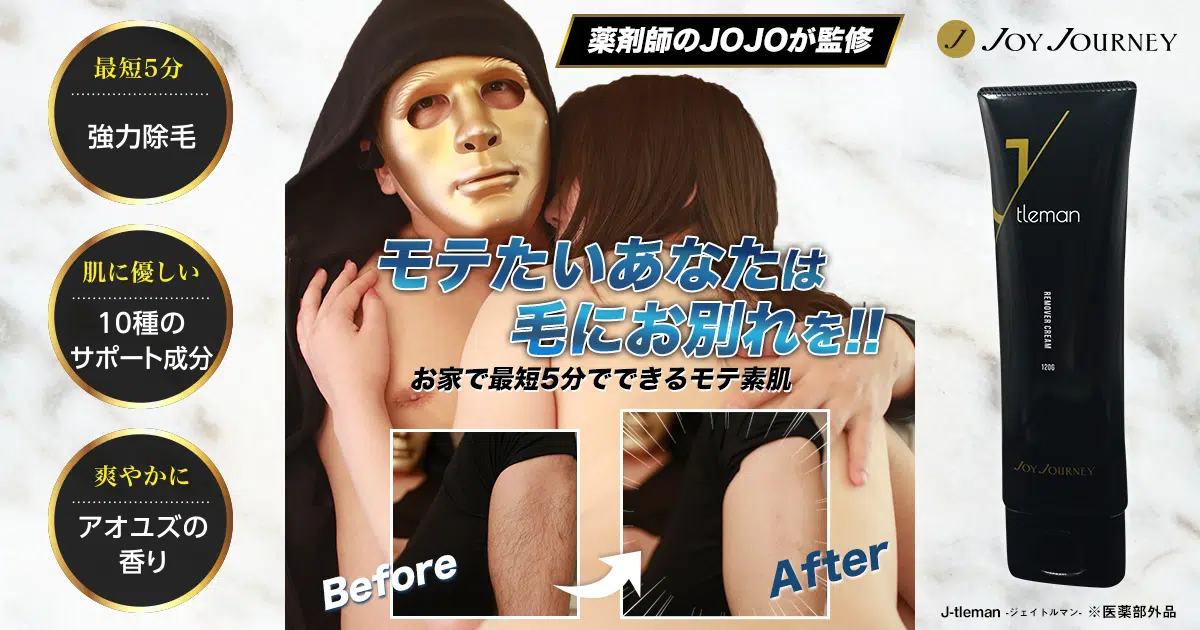 薬剤師のJOJOが監修
J JOY JOURNEY
最短5分
強力除毛
肌に優しい
10種の
サポート成分
爽やかに
アオユズの
香り
モテたいあなたは
毛にお別れを!!
お家で最短5分でできるモテ素肌
Before
After
J
tleman
REMOVER CREAM
120G
JOY JOURNEY
J-tleman -ジェイトルマン- ※医薬部外品